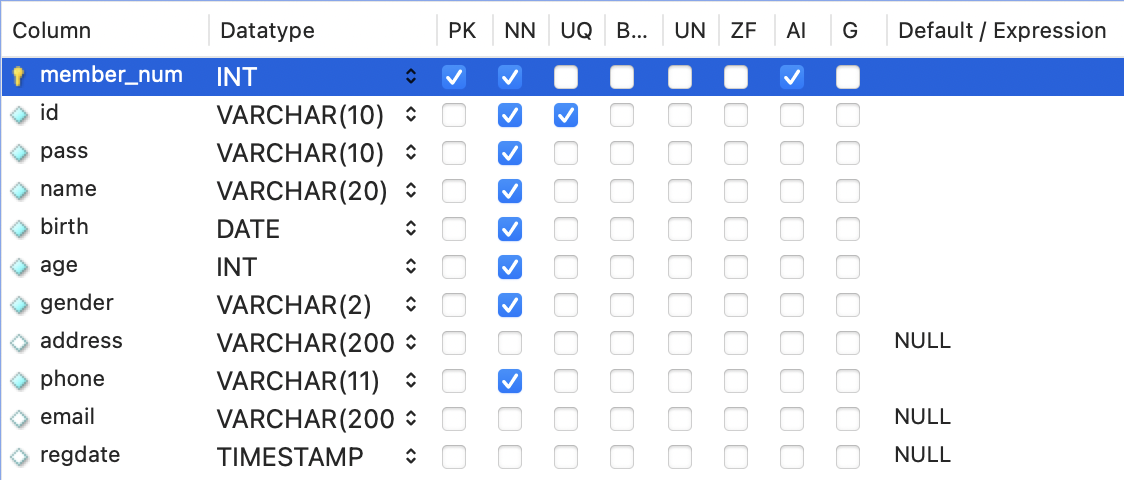 Column Datatype PK NN UQ B... UN ZF AI G Default / Expression
member_num INT
id VARCHAR(10)
pass VARCHAR(10)
name VARCHAR(20)
birth DATE
age INT
gender VARCHAR(2)
address VARCHAR(200 NULL
phone VARCHAR(11)
email VARCHAR(200 NULL
regdate TIMESTAMP NULL